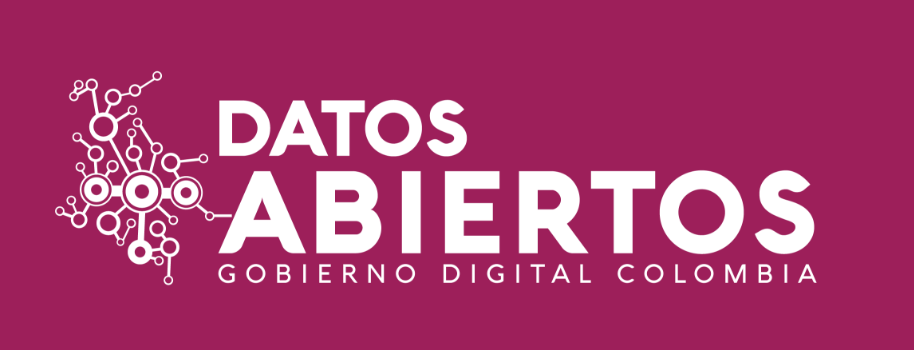 DATOS
ABIERTOS
GOBIERNO DIGITAL COLOMBIA